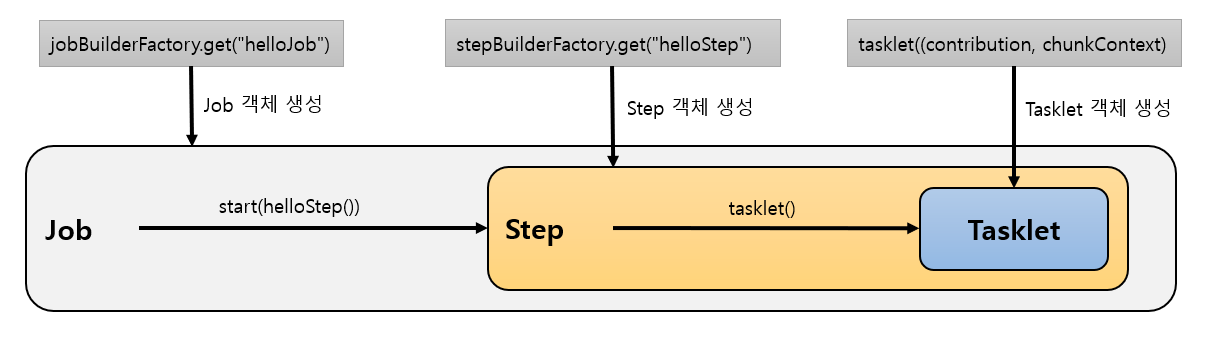 jobBuilderFactory.get("helloJob")
stepBuilderFactory.get("helloStep")
tasklet((contribution, chunkContext)
Job 객체 생성
Step 객체 생성
Tasklet 객체 생성
Job
start(helloStep())
Step
tasklet()
Tasklet